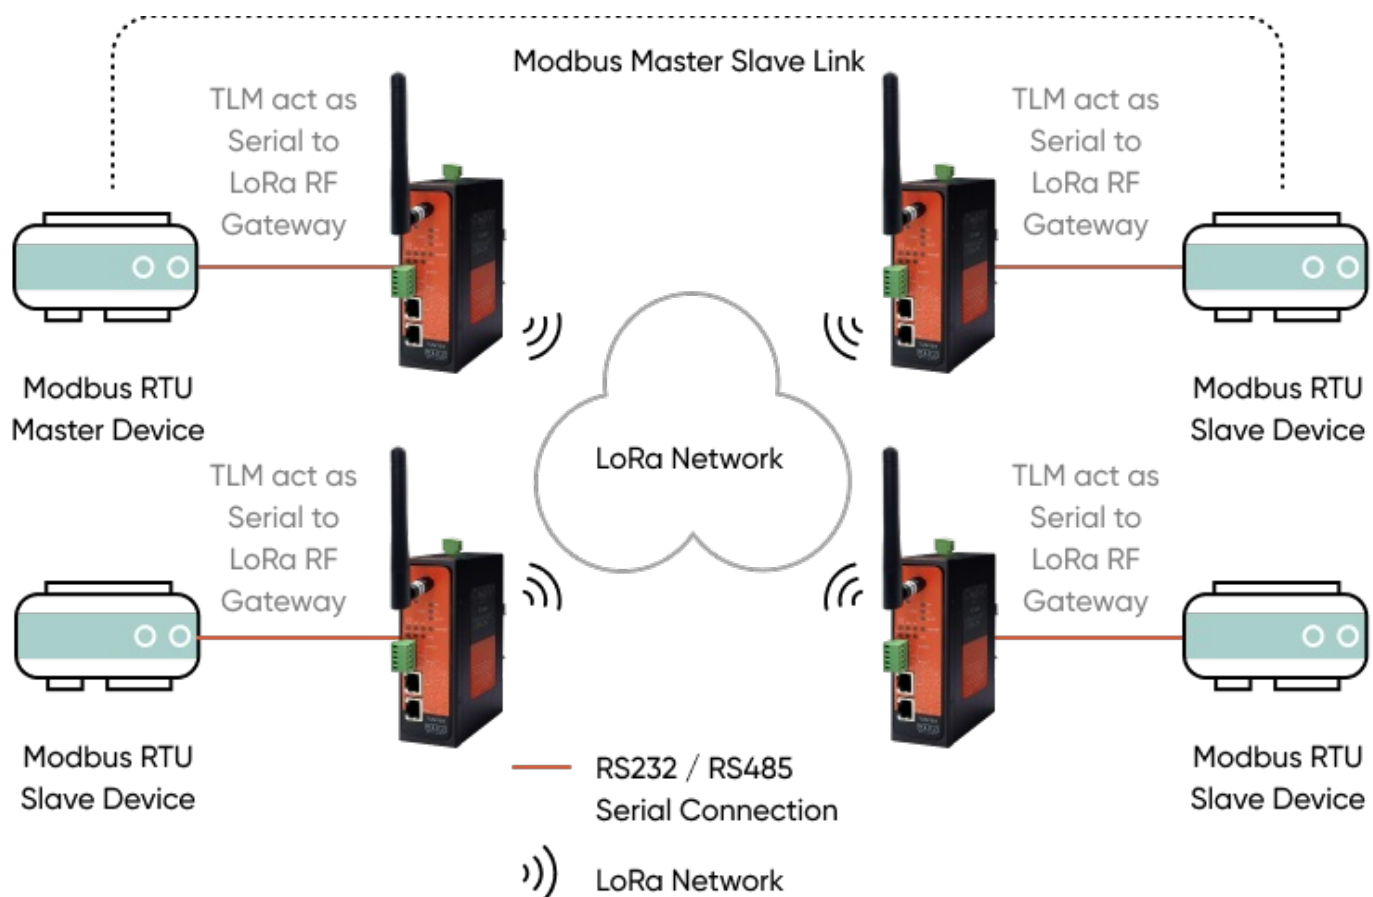 Modbus Master Slave Link
TLM act as
Serial to
LoRa RF
Gateway
TLM act as
Serial to
LoRa RF
Gateway
Modbus RTU
Master Device
LoRa Network
Modbus RTU
Slave Device
TLM act as
Serial to
LoRa RF
Gateway
TLM act as
Serial to
LoRa RF
Gateway
Modbus RTU
Slave Device
RS232 / RS485
Serial Connection
Modbus RTU
Slave Device
LoRa Network